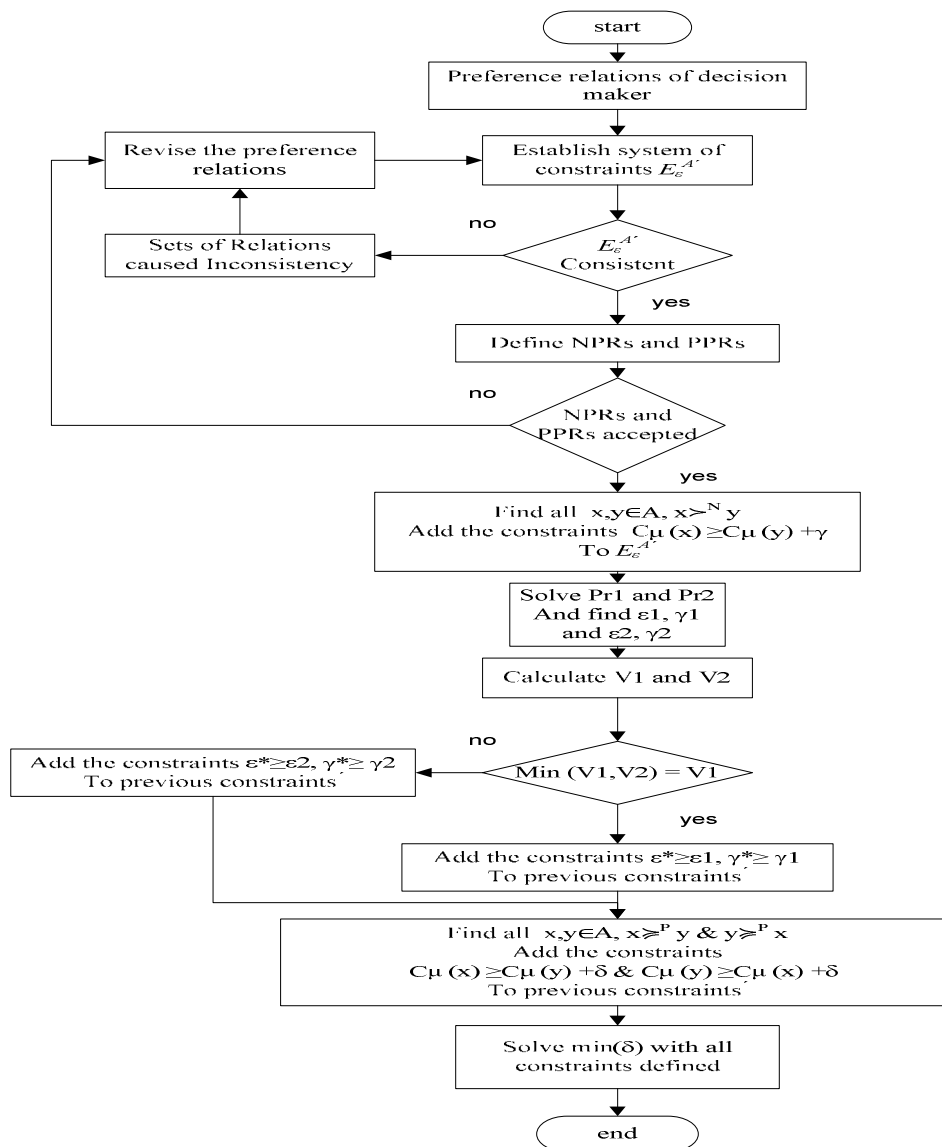 start
Preference relations of decision
maker
Revise the preference
relations
Establish system of
constraints E_ε^A′
no
Sets of Relations
caused Inconsistency
E_ε^A′
Consistent
yes
Define NPRs and PPRs
no
NPRs and
PPRs accepted
yes
Find all x,y∈A, x≻ᴺ y
Add the constraints Cμ (x) ≥Cμ (y) +γ
To E_ε^A′
Solve Pr1 and Pr2
And find ε1, γ1
and ε2, γ2
Calculate V1 and V2
no
Add the constraints ε*≥ε2, γ*≥ γ2
To previous constraints′
Min (V1,V2) = V1
yes
Add the constraints ε*≥ε1, γ*≥ γ1
To previous constraints′
Find all x,y∈A, x≽ᴾ y & y≽ᴾ x
Add the constraints
Cμ (x) ≥Cμ (y) +δ & Cμ (y) ≥Cμ (x) +δ
To previous constraints′
Solve min(δ) with all
constraints defined
end